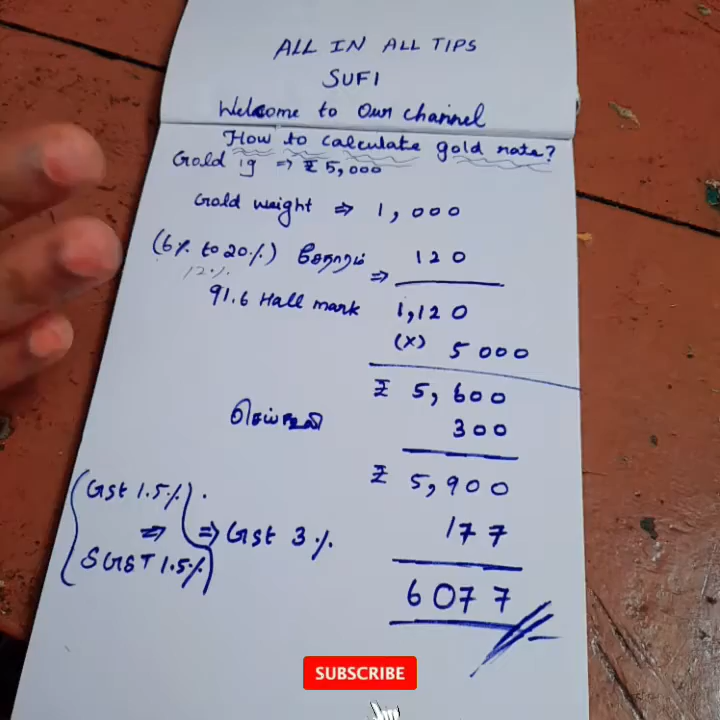 ALL IN ALL TIPS
SUFI
Welcome to Our channel
How to calculate gold rate?
Gold 1g ⇒ ₹ 5,000
Gold weight ⇒ 1,000
(6% to 20%) சேதாரம் ⇒ 120
12%
91.6 Hall mark 1,120
(x) 5000
₹ 5,600
செய்கூலி 300
₹ 5,900
GST 1.5%
⇒ ⇒ GST 3% 177
SGST 1.5%
6077
SUBSCRIBE